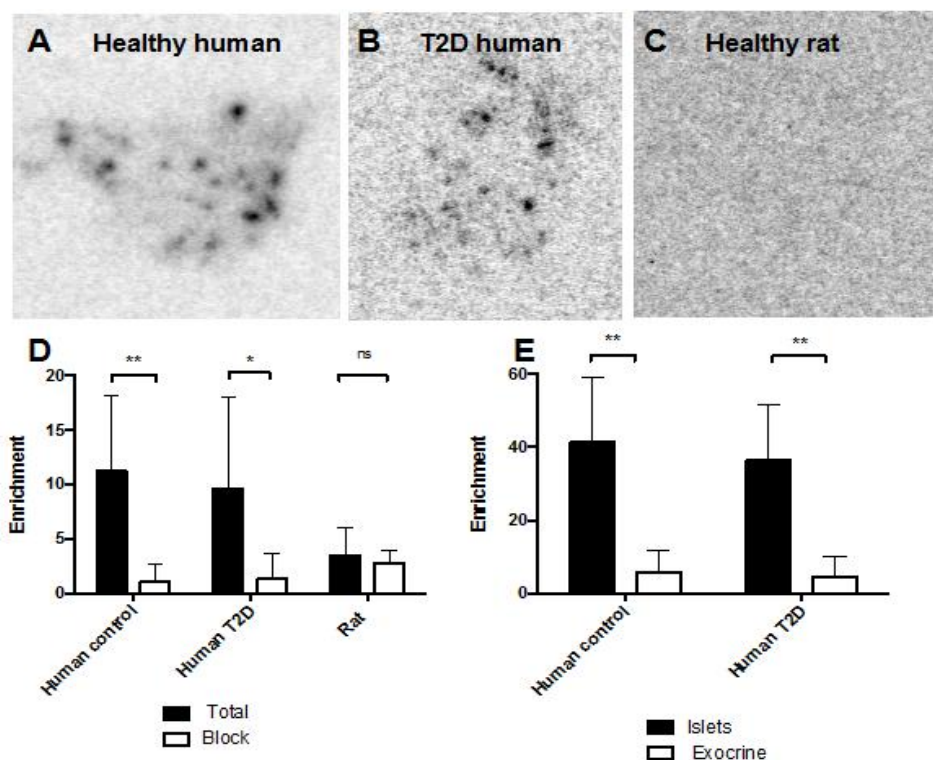 A Healthy human
B T2D human
C Healthy rat
D
** * ns
20
15
10
5
0
Enrichment
Human control
Human T2D
Rat
Total
Block
E
** **
60
40
20
0
Enrichment
Human control
Human T2D
Islets
Exocrine